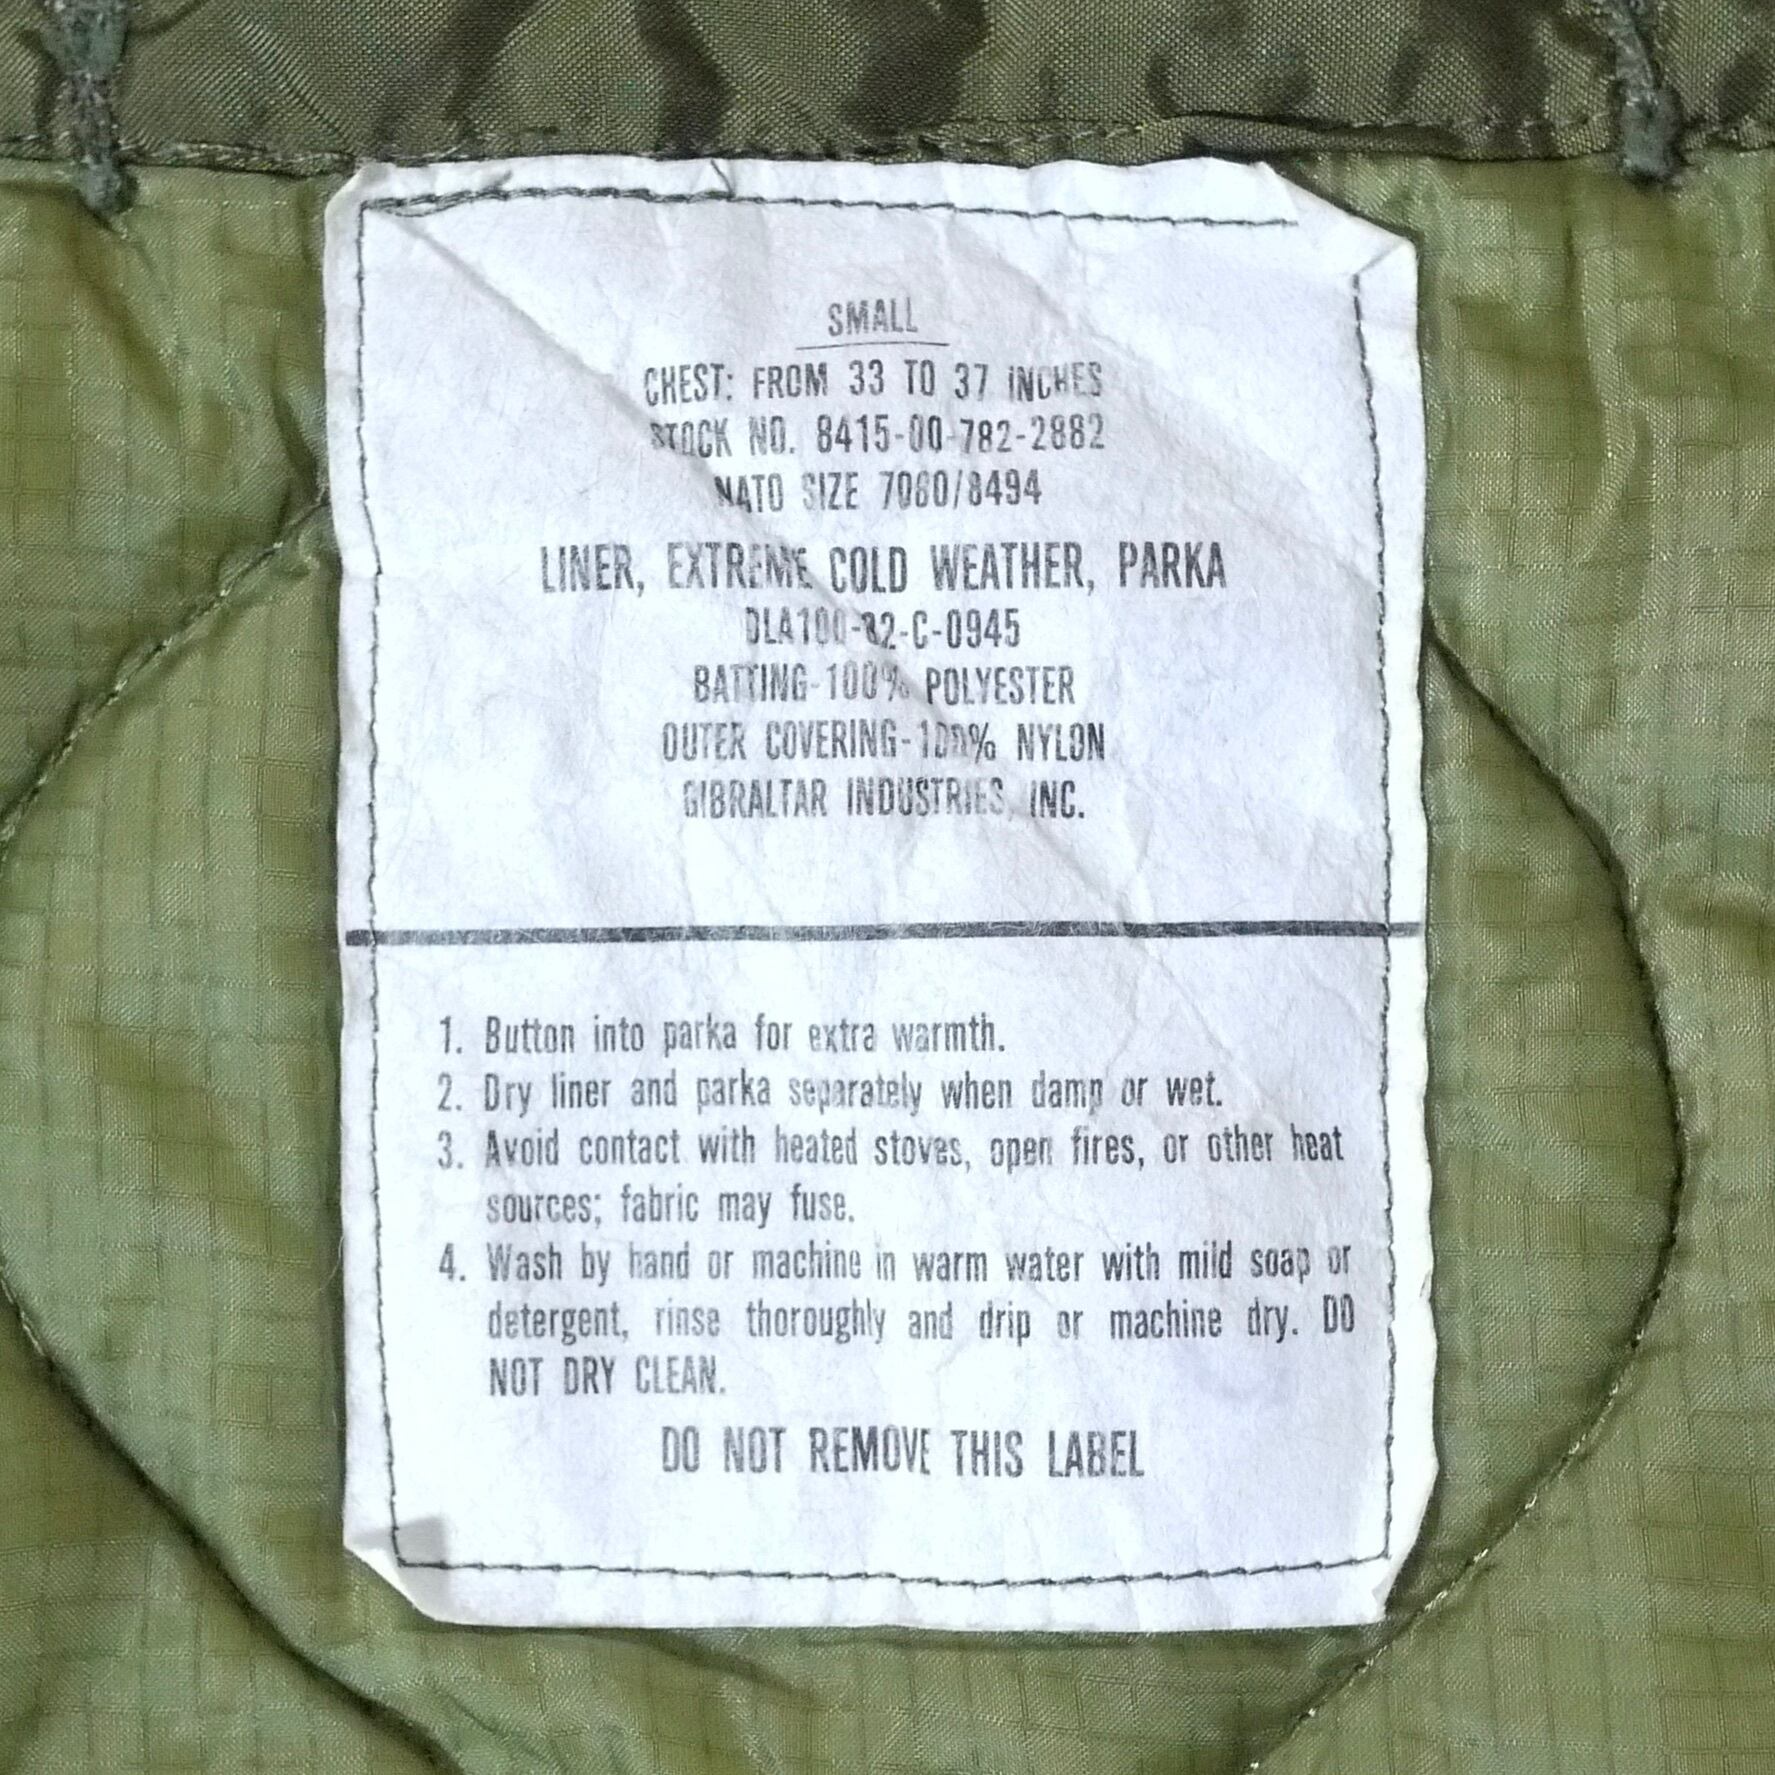 SMALL
CHEST: FROM 33 TO 37 INCHES
STOCK NO. 8415-00-782-2882
NATO SIZE 7080/8494
LINER, EXTREME COLD WEATHER, PARKA
DLA100-82-C-0945
BATTING-100% POLYESTER
OUTER COVERING-100% NYLON
GIBRALTAR INDUSTRIES, INC.
1. Button into parka for extra warmth.
2. Dry liner and parka separately when damp or wet.
3. Avoid contact with heated stoves, open fires, or other heat
sources; fabric may fuse.
4. Wash by hand or machine in warm water with mild soap or
detergent, rinse thoroughly and drip or machine dry. DO
NOT DRY CLEAN.
DO NOT REMOVE THIS LABEL